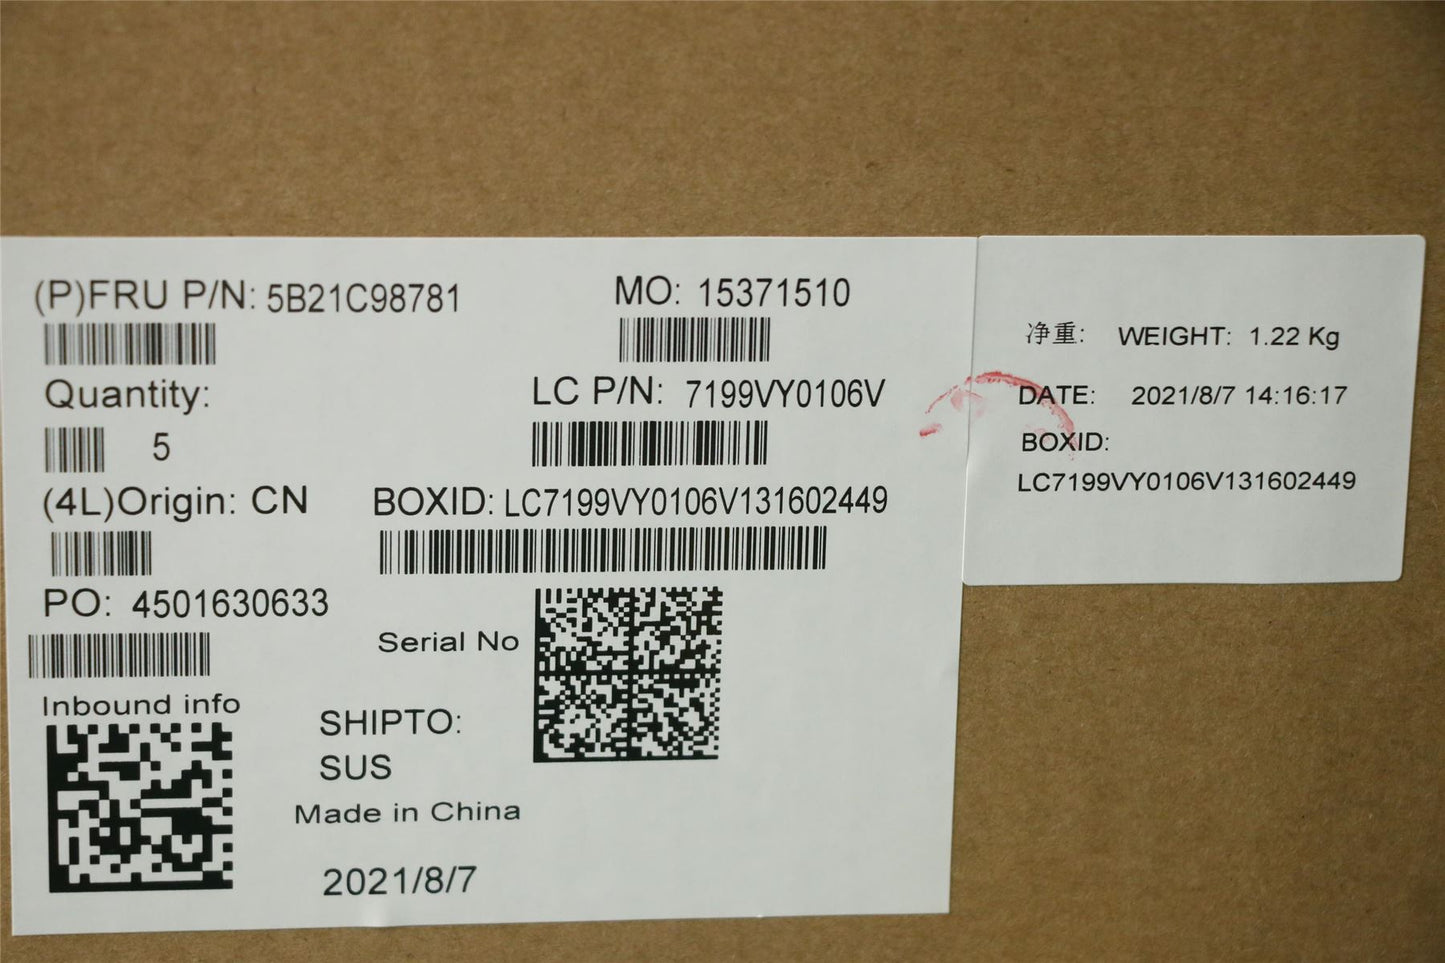 (P)FRU P/N: 5B21C98781
MO: 15371510
Quantity:
5
LC P/N: 7199VY0106V
(4L)Origin: CN
BOXID: LC7199VY0106V131602449
PO: 4501630633
Serial No
Inbound info
SHIPTO:
SUS
Made in China
2021/8/7
净重: WEIGHT: 1.22 Kg
DATE: 2021/8/7 14:16:17
BOXID:
LC7199VY0106V131602449